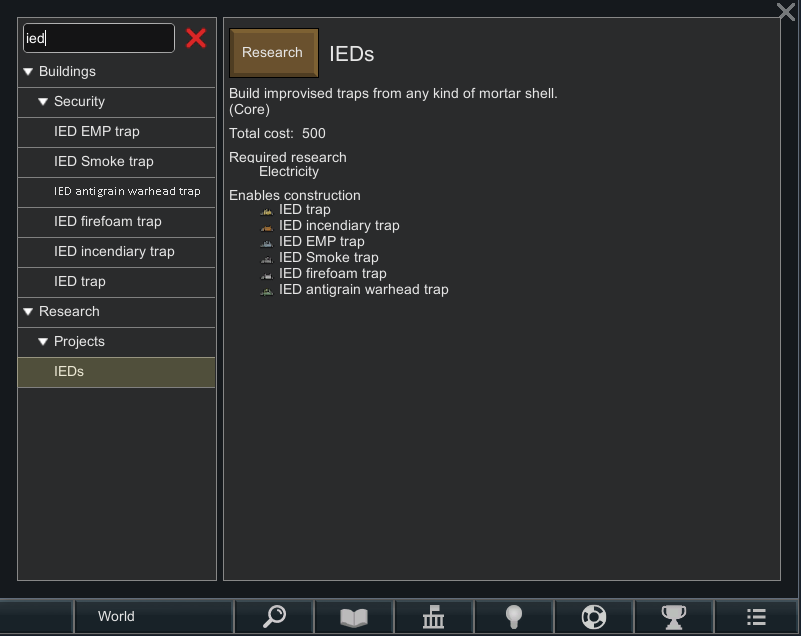 ied
Buildings
Security
IED EMP trap
IED Smoke trap
IED antigrain warhead trap
IED firefoam trap
IED incendiary trap
IED trap
Research
Projects
IEDs
Research
IEDs
Build improvised traps from any kind of mortar shell.
(Core)
Total cost: 500
Required research
Electricity
Enables construction
IED trap
IED incendiary trap
IED EMP trap
IED Smoke trap
IED firefoam trap
IED antigrain warhead trap
World